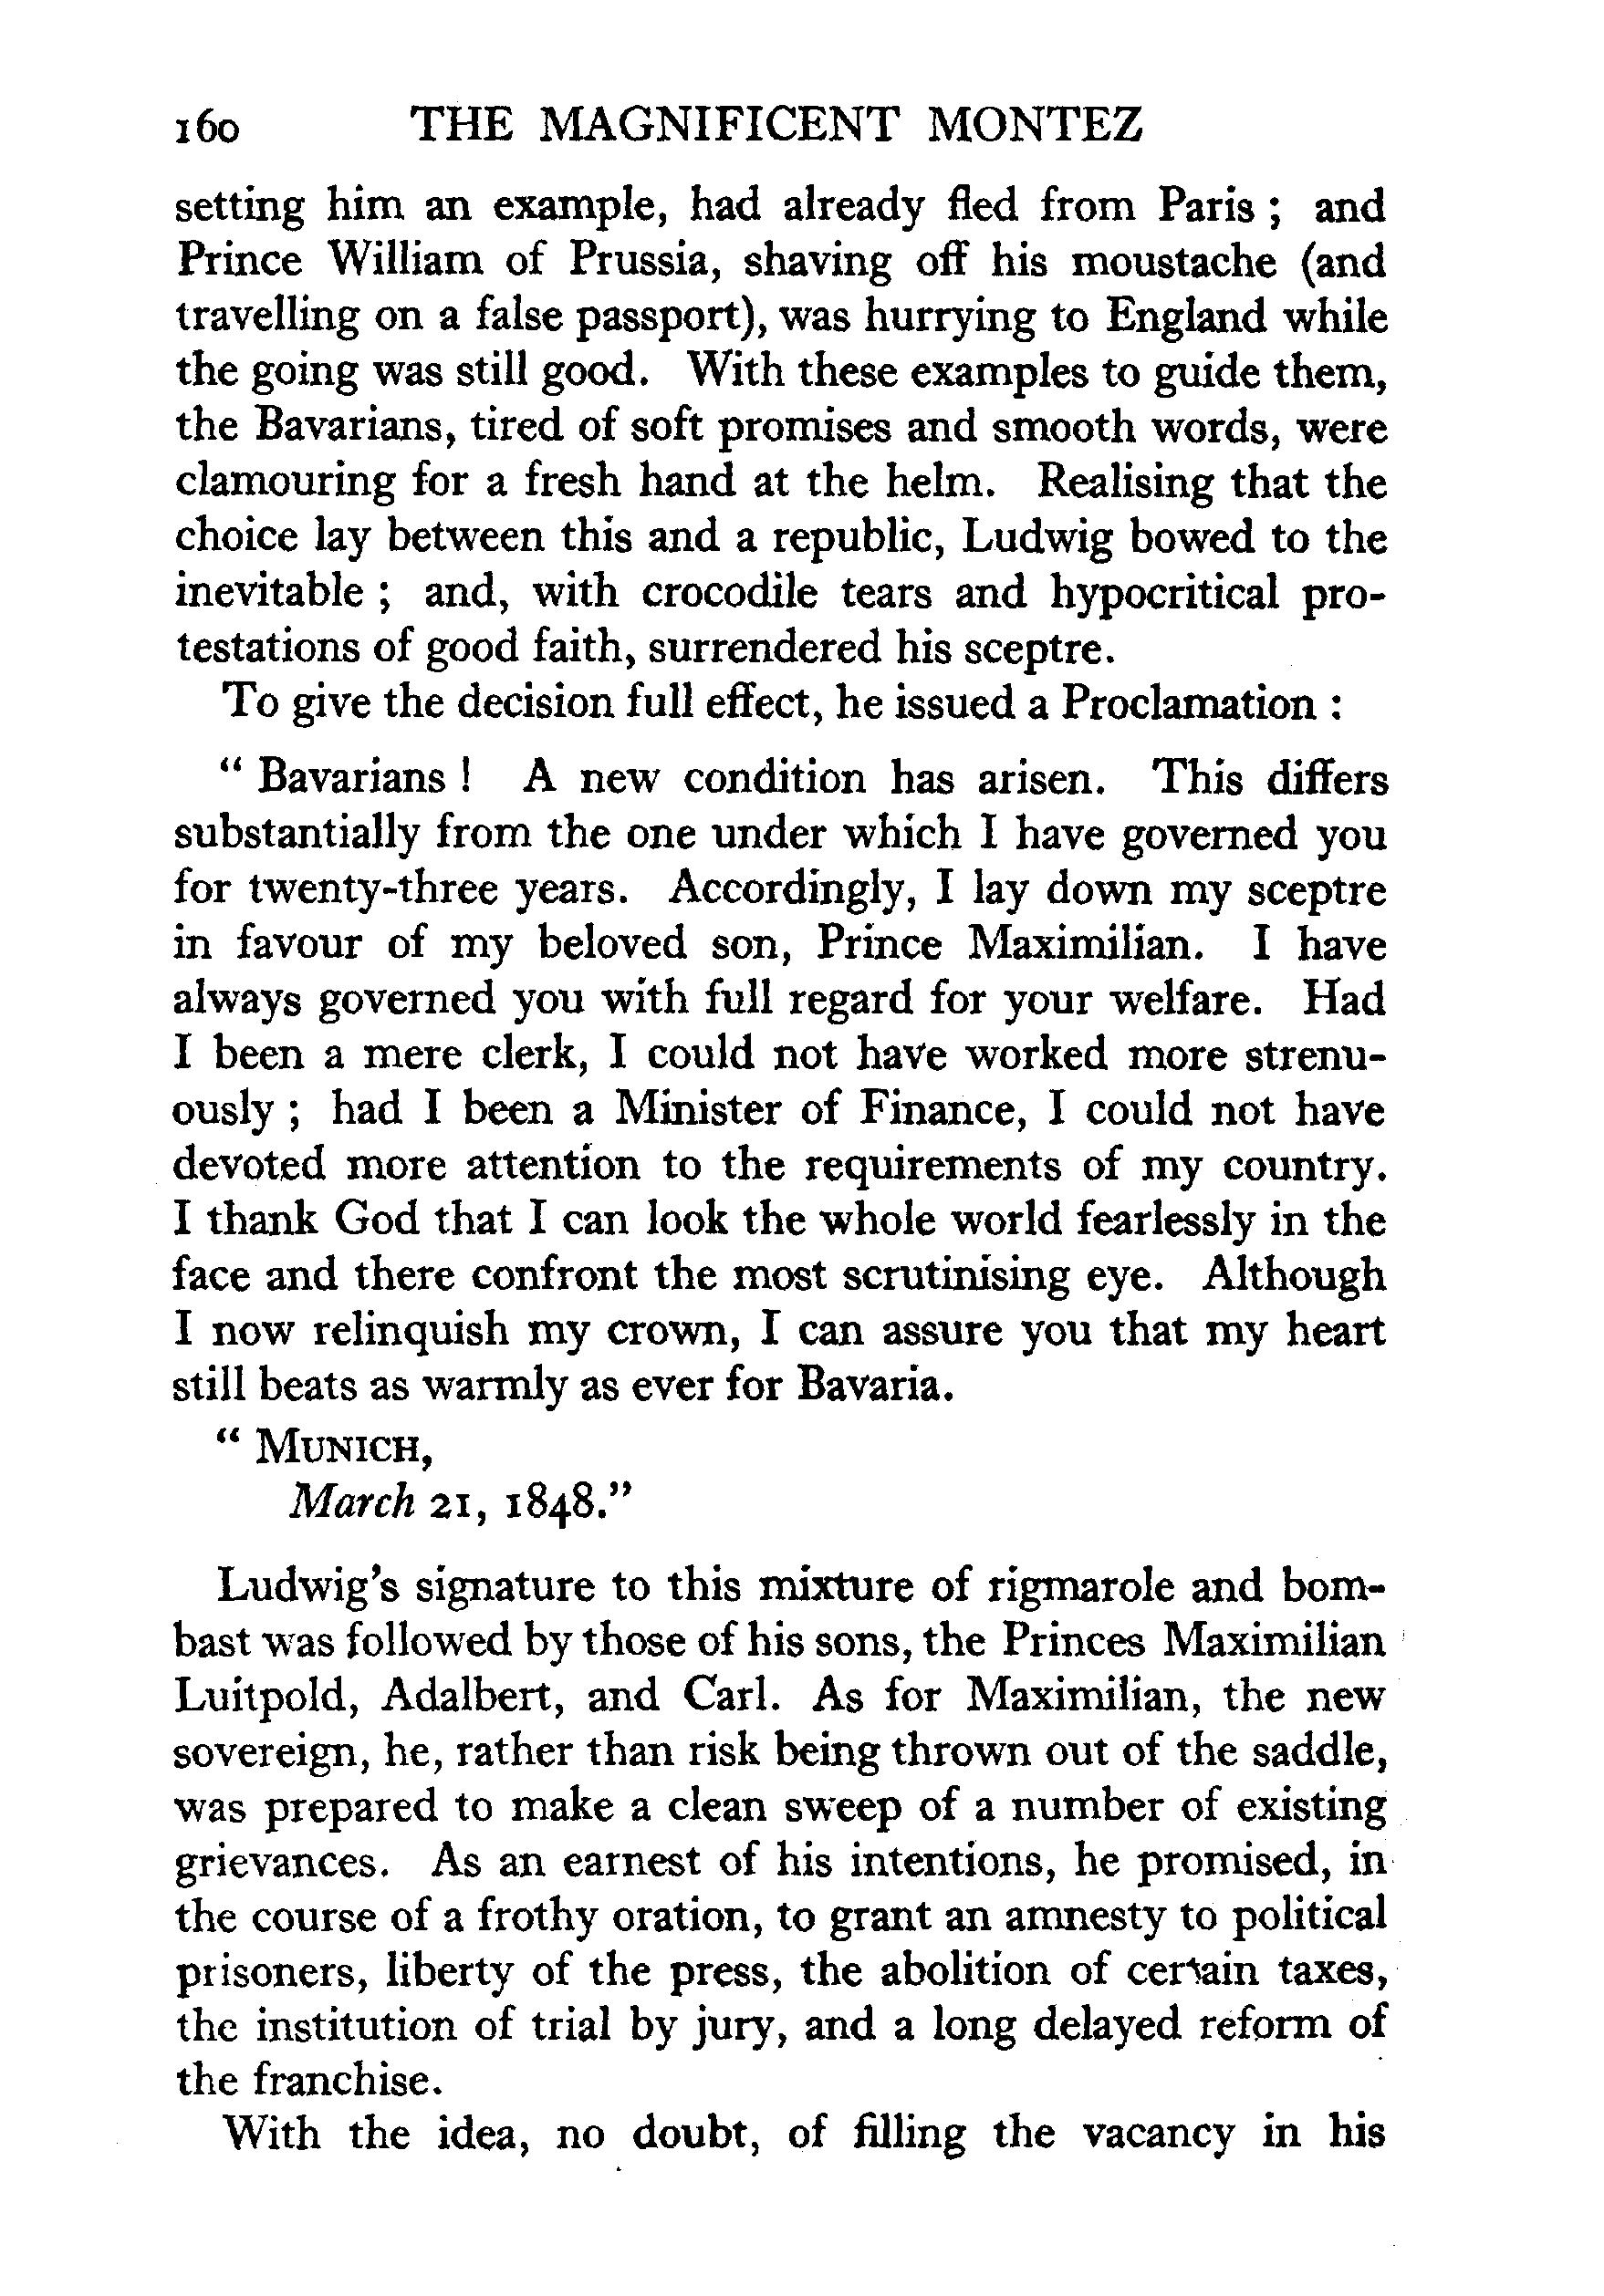 160 THE MAGNIFICENT MONTEZ
setting him an example, had already fled from Paris ; and
Prince William of Prussia, shaving off his moustache (and
travelling on a false passport), was hurrying to England while
the going was still good. With these examples to guide them,
the Bavarians, tired of soft promises and smooth words, were
clamouring for a fresh hand at the helm. Realising that the
choice lay between this and a republic, Ludwig bowed to the
inevitable ; and, with crocodile tears and hypocritical pro-
testations of good faith, surrendered his sceptre.
To give the decision full effect, he issued a Proclamation :
“ Bavarians ! A new condition has arisen. This differs
substantially from the one under which I have governed you
for twenty-three years. Accordingly, I lay down my sceptre
in favour of my beloved son, Prince Maximilian. I have
always governed you with full regard for your welfare. Had
I been a mere clerk, I could not have worked more strenu-
ously ; had I been a Minister of Finance, I could not have
devoted more attention to the requirements of my country.
I thank God that I can look the whole world fearlessly in the
face and there confront the most scrutinising eye. Although
I now relinquish my crown, I can assure you that my heart
still beats as warmly as ever for Bavaria.
“ MUNICH,
March 21, 1848.”
Ludwig’s signature to this mixture of rigmarole and bom-
bast was followed by those of his sons, the Princes Maximilian
Luitpold, Adalbert, and Carl. As for Maximilian, the new
sovereign, he, rather than risk being thrown out of the saddle,
was prepared to make a clean sweep of a number of existing
grievances. As an earnest of his intentions, he promised, in
the course of a frothy oration, to grant an amnesty to political
prisoners, liberty of the press, the abolition of certain taxes,
the institution of trial by jury, and a long delayed reform of
the franchise.
With the idea, no doubt, of filling the vacancy in his